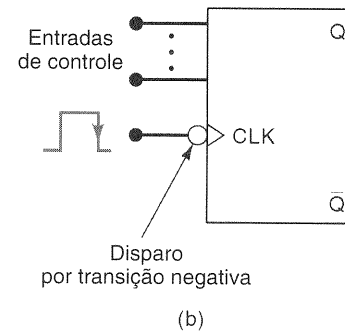 Entradas
de controle
Q
CLK
Q̅
Disparo
por transição negativa
(b)